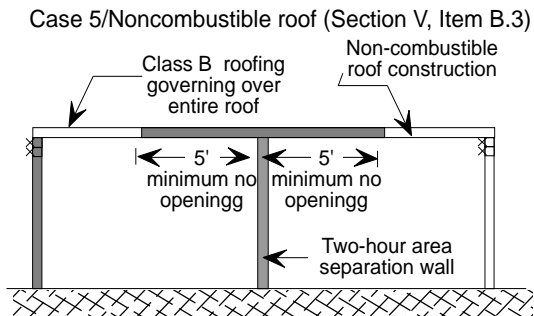 Case 5/Noncombustible roof (Section V, Item B.3)
Class B roofing
governing over
entire roof
Non-combustible
roof construction
5'
minimum no
openingg
5'
minimum no
openingg
Two-hour area
separation wall